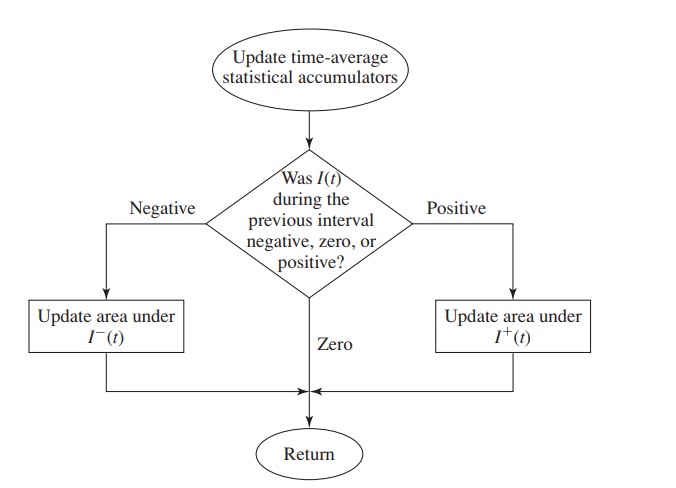 Update time-average
statistical accumulators
Was I(t)
during the
previous interval
negative, zero, or
positive?
Negative
Positive
Update area under
I⁻(t)
Update area under
I⁺(t)
Zero
Return